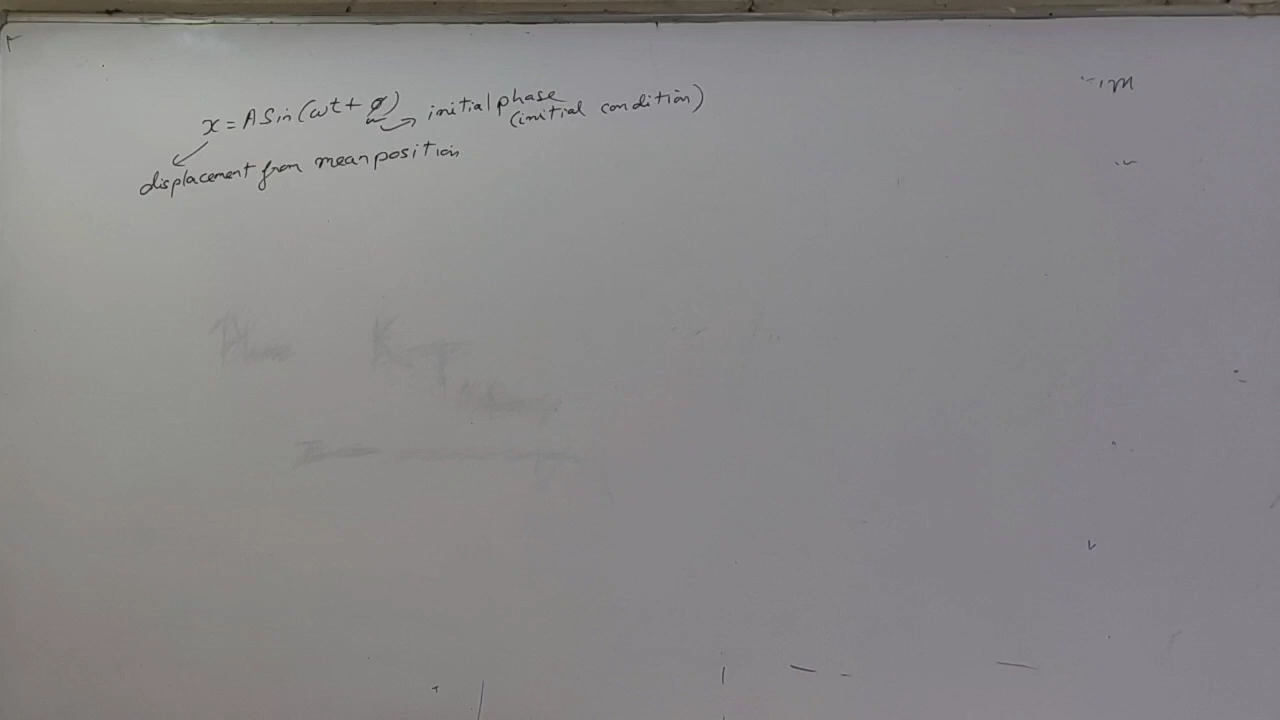 x = A Sin(ωt + φ) → initial phase
(initial condition)
displacement from mean position